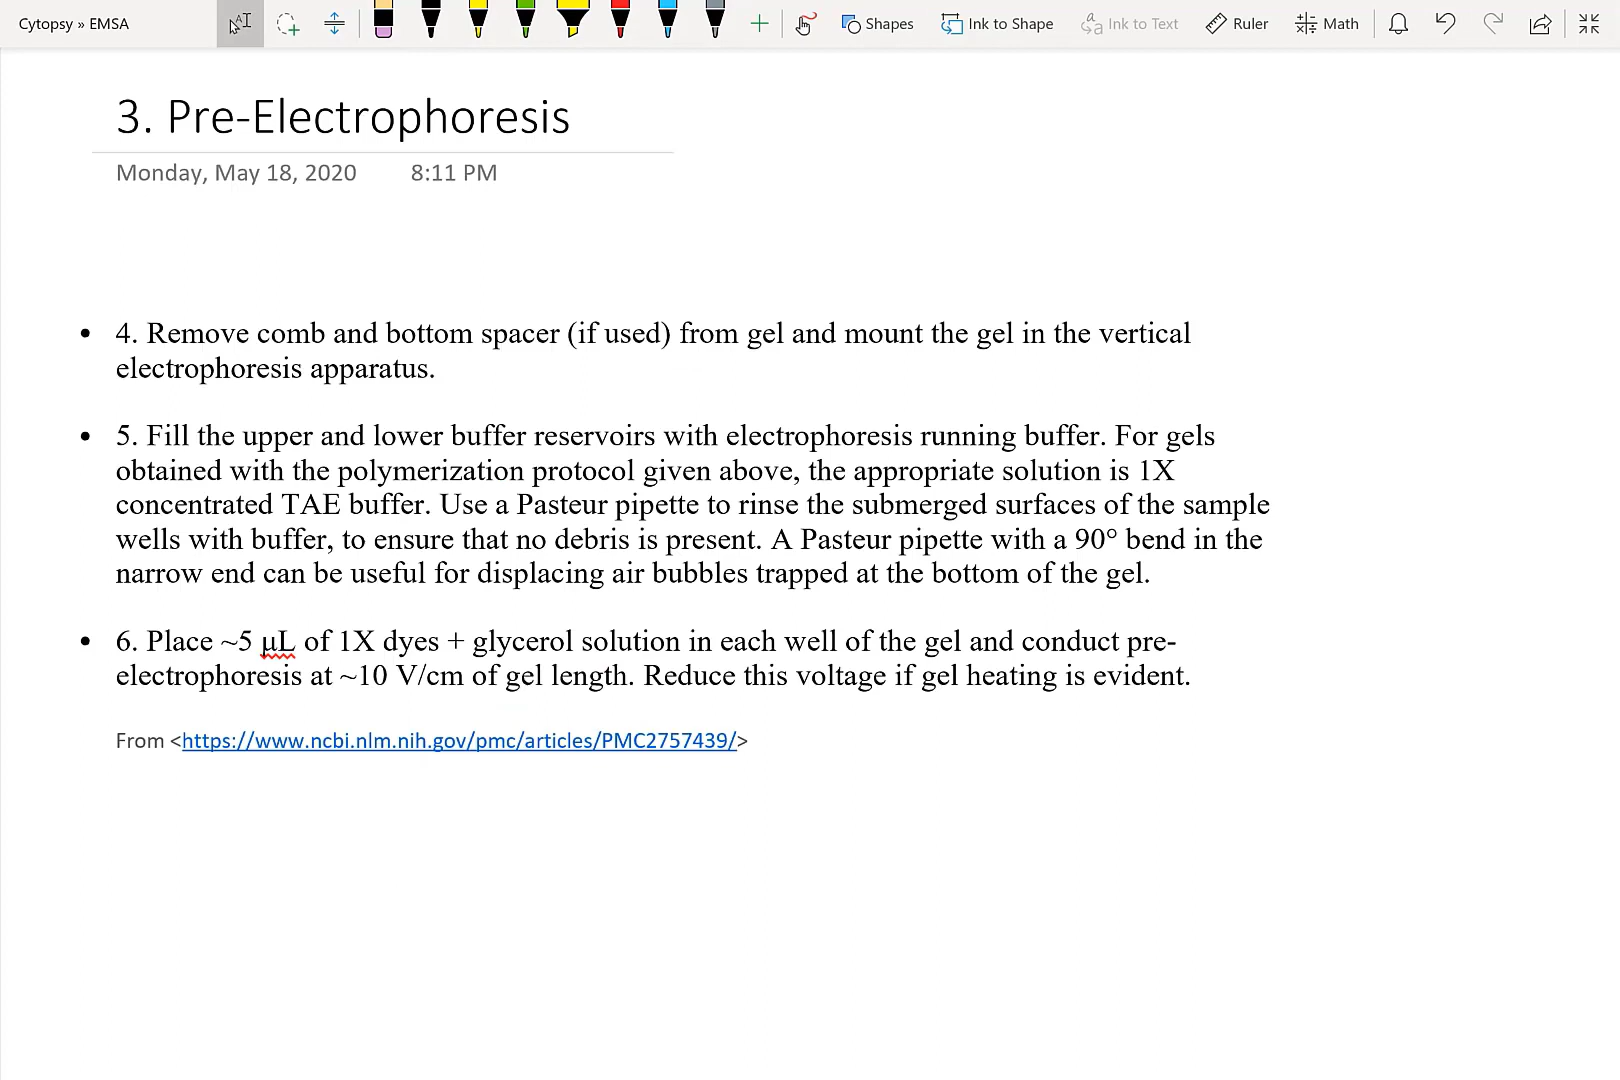 Cytopsy » EMSA
Shapes
Ink to Shape
Ink to Text
Ruler
Math
3. Pre-Electrophoresis
Monday, May 18, 2020 8:11 PM
• 4. Remove comb and bottom spacer (if used) from gel and mount the gel in the vertical
electrophoresis apparatus.
• 5. Fill the upper and lower buffer reservoirs with electrophoresis running buffer. For gels
obtained with the polymerization protocol given above, the appropriate solution is 1X
concentrated TAE buffer. Use a Pasteur pipette to rinse the submerged surfaces of the sample
wells with buffer, to ensure that no debris is present. A Pasteur pipette with a 90° bend in the
narrow end can be useful for displacing air bubbles trapped at the bottom of the gel.
• 6. Place ~5 μL of 1X dyes + glycerol solution in each well of the gel and conduct pre-
electrophoresis at ~10 V/cm of gel length. Reduce this voltage if gel heating is evident.
From <https://www.ncbi.nlm.nih.gov/pmc/articles/PMC2757439/>